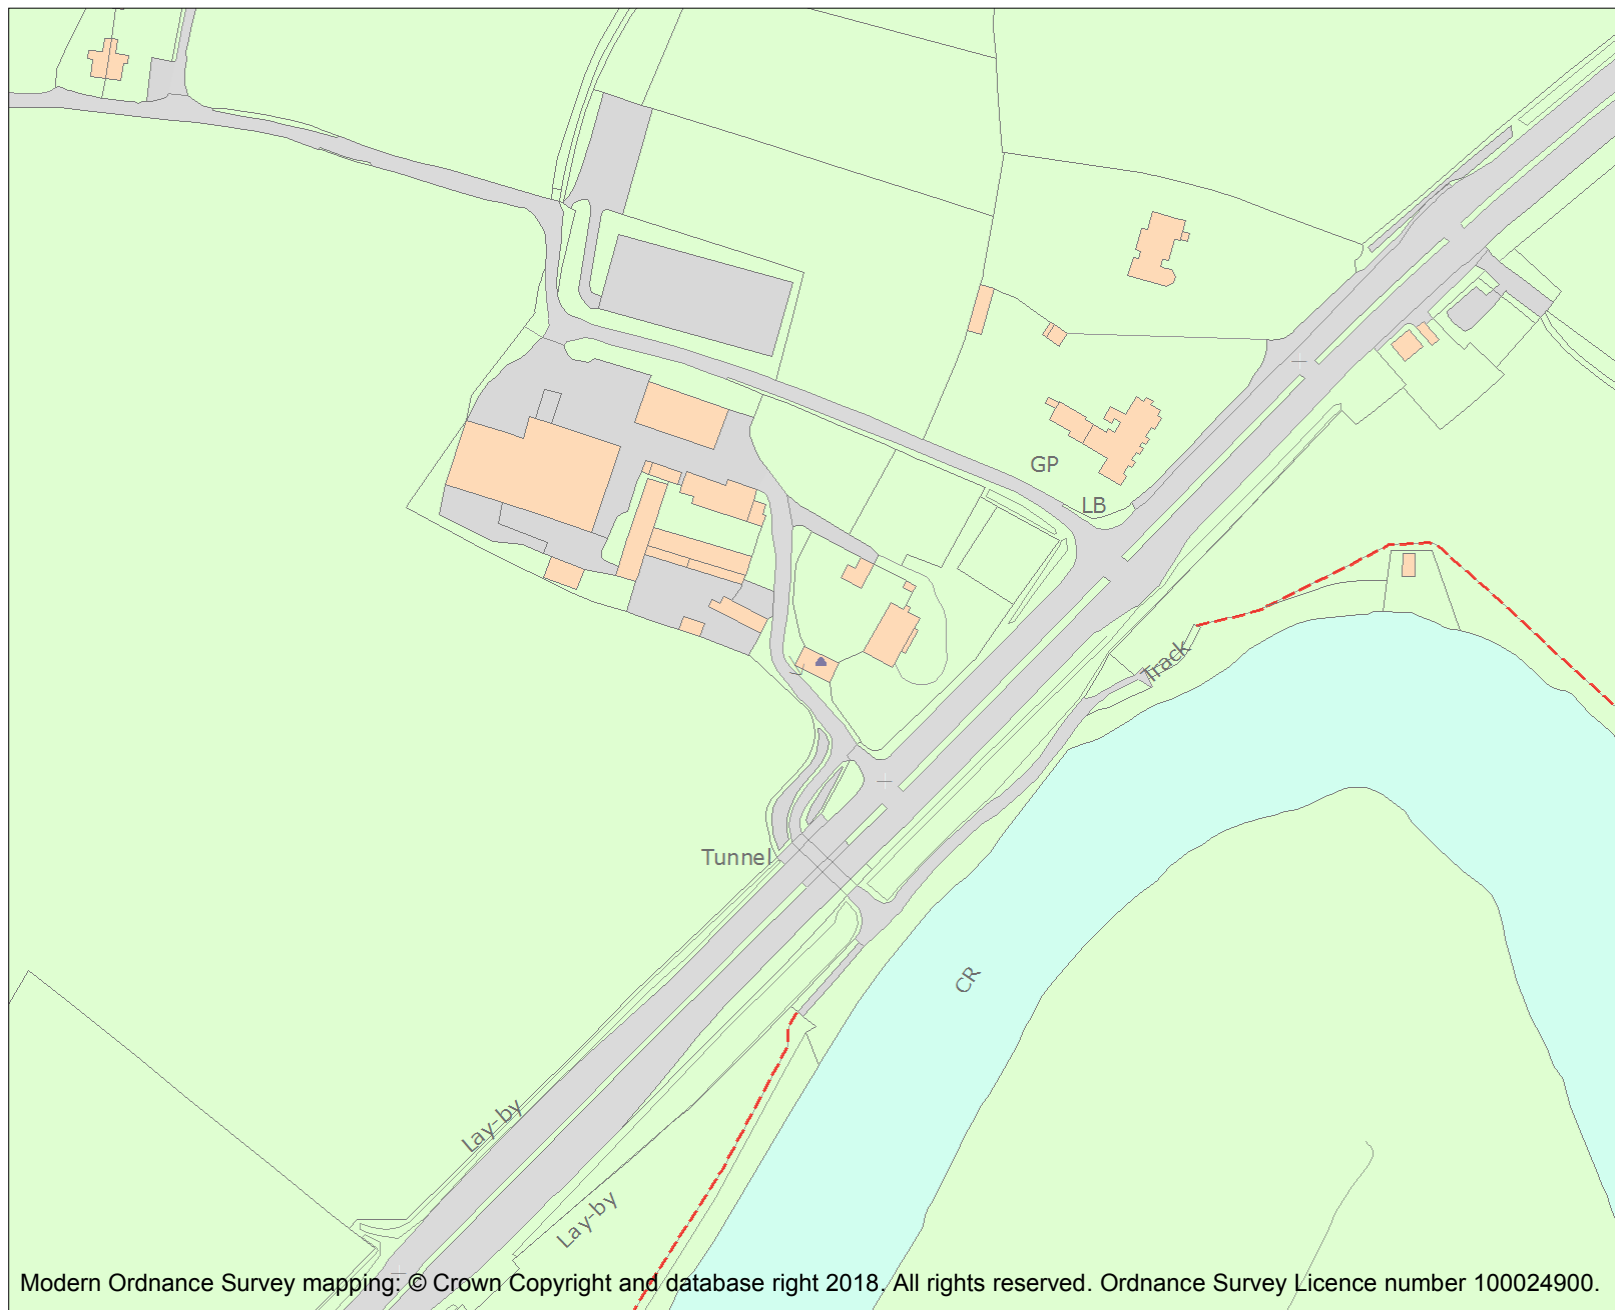 GP
LB
Track
Tunnel
CR
Lay-by
Lay-by
Modern Ordnance Survey mapping: © Crown Copyright and database right 2018. All rights reserved. Ordnance Survey Licence number 100024900.